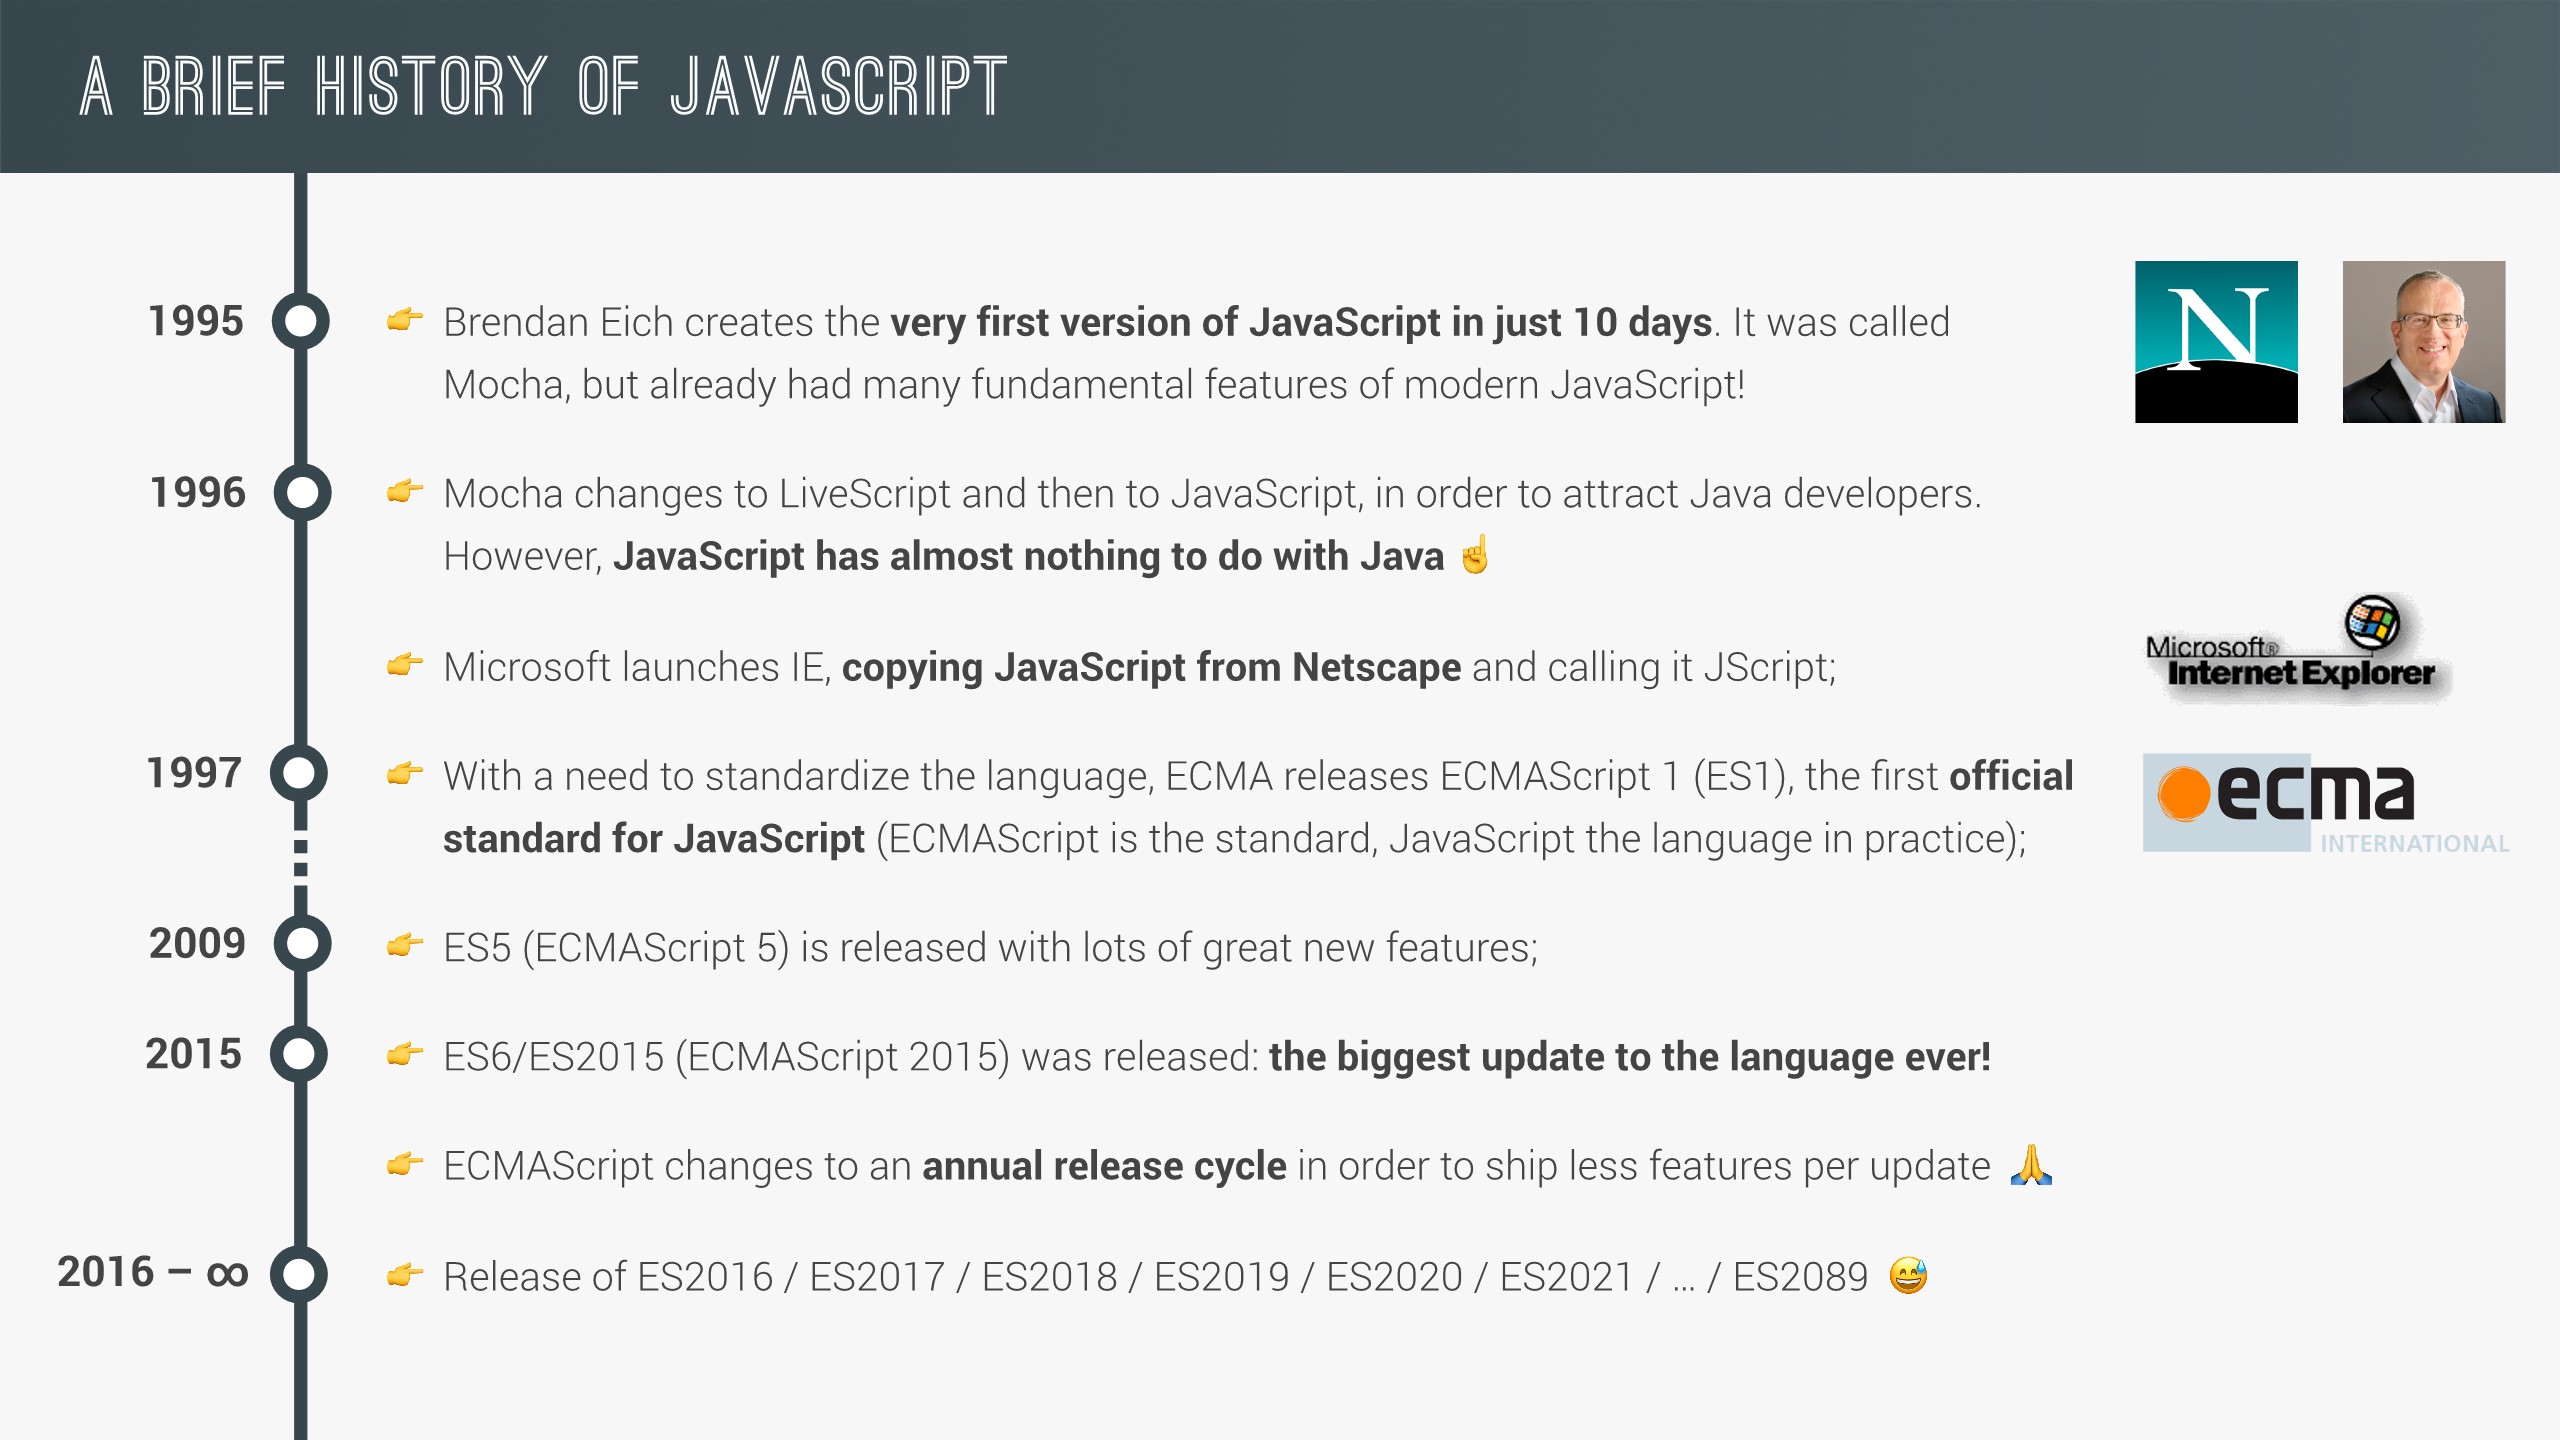 A BRIEF HISTORY OF JAVASCRIPT
1995
👉 Brendan Eich creates the very first version of JavaScript in just 10 days. It was called
Mocha, but already had many fundamental features of modern JavaScript!
N
1996
👉 Mocha changes to LiveScript and then to JavaScript, in order to attract Java developers.
However, JavaScript has almost nothing to do with Java ☝️
👉 Microsoft launches IE, copying JavaScript from Netscape and calling it JScript;
Microsoft®
Internet Explorer
1997
👉 With a need to standardize the language, ECMA releases ECMAScript 1 (ES1), the first official
standard for JavaScript (ECMAScript is the standard, JavaScript the language in practice);
ecma
INTERNATIONAL
2009
👉 ES5 (ECMAScript 5) is released with lots of great new features;
2015
👉 ES6/ES2015 (ECMAScript 2015) was released: the biggest update to the language ever!
👉 ECMAScript changes to an annual release cycle in order to ship less features per update 🙏
2016 – ∞
👉 Release of ES2016 / ES2017 / ES2018 / ES2019 / ES2020 / ES2021 / … / ES2089 😅